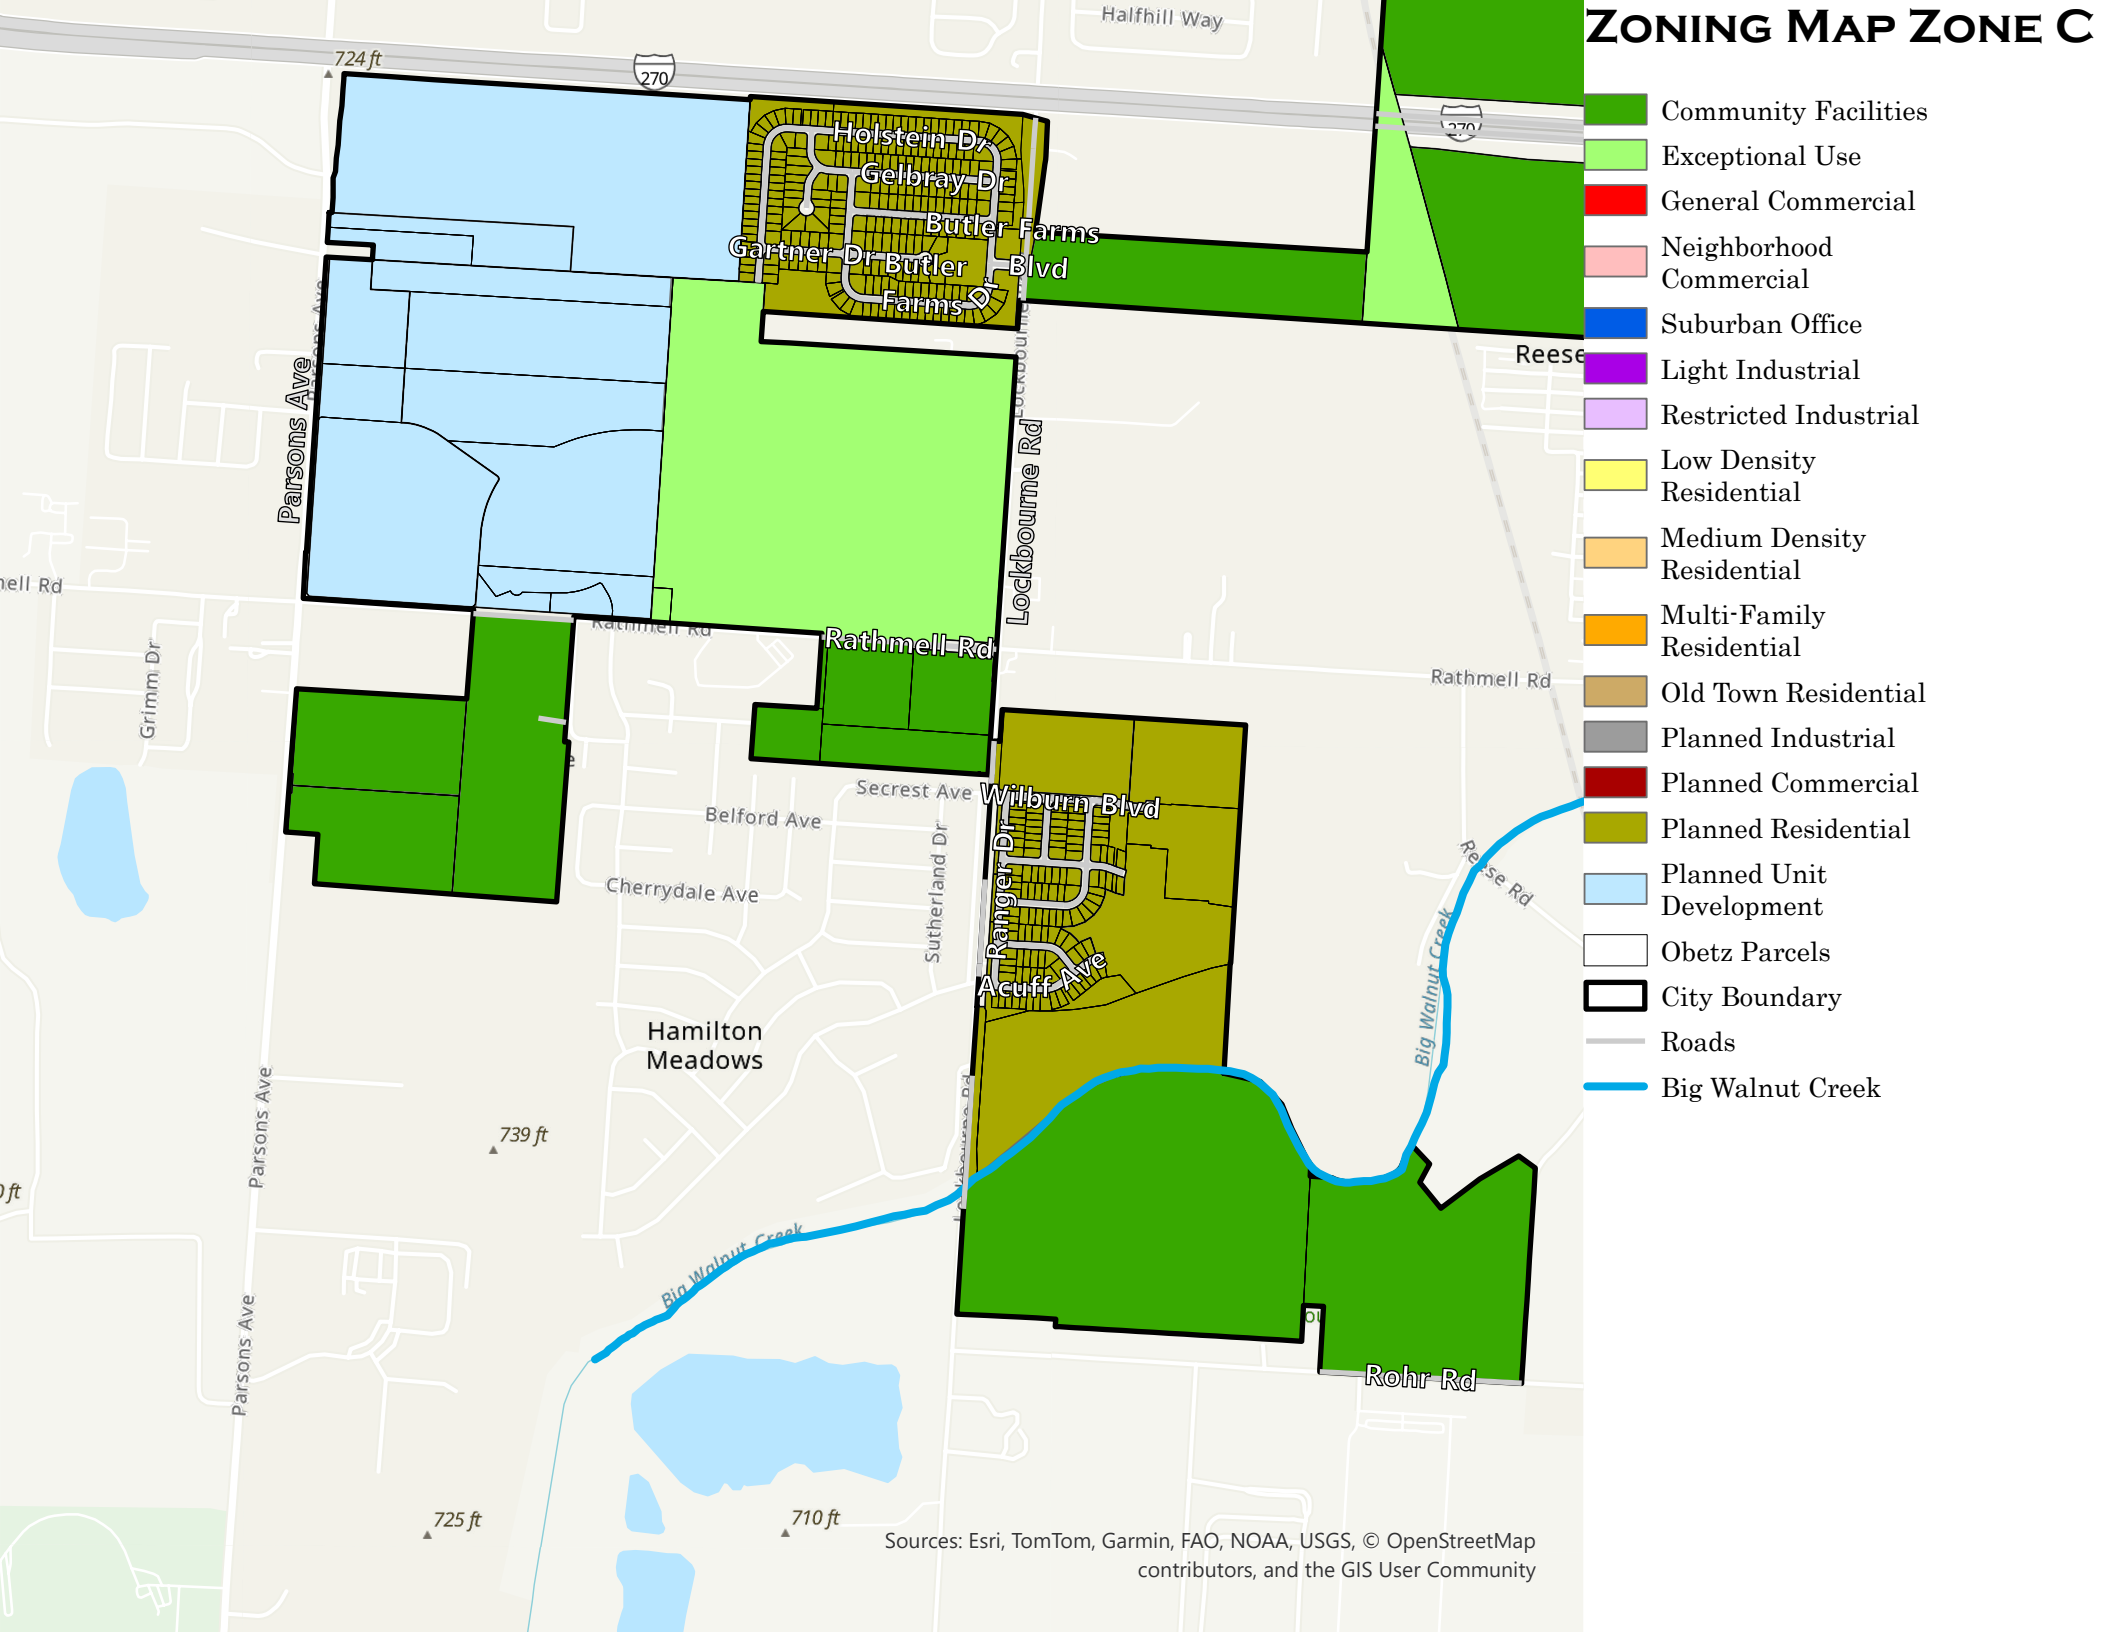 ZONING MAP ZONE C
Community Facilities
Exceptional Use
General Commercial
Neighborhood
Commercial
Suburban Office
Light Industrial
Restricted Industrial
Low Density
Residential
Medium Density
Residential
Multi-Family
Residential
Old Town Residential
Planned Industrial
Planned Commercial
Planned Residential
Planned Unit
Development
Obetz Parcels
City Boundary
Roads
Big Walnut Creek
Halfhill Way
724 ft
270
270
Holstein Dr
Gelbray Dr
Butler Farms
Blvd
Gartner Dr
Butler
Farms Dr
Reese
Parsons Ave
Parsons Ave
Lockbourne
Lockbourne Rd
Rathmell Rd
Rathmell Rd
Rathmell Rd
Grimm Dr
Secrest Ave
Belford Ave
Cherrydale Ave
Sutherland Dr
Wilburn Blvd
Ranger Dr
Acuff Ave
Reese Rd
Big Walnut Creek
Hamilton
Meadows
Parsons Ave
739 ft
Lockbourne Rd
Big Walnut Creek
Parsons Ave
Rohr Rd
725 ft
710 ft
Sources: Esri, TomTom, Garmin, FAO, NOAA, USGS, © OpenStreetMap
contributors, and the GIS User Community